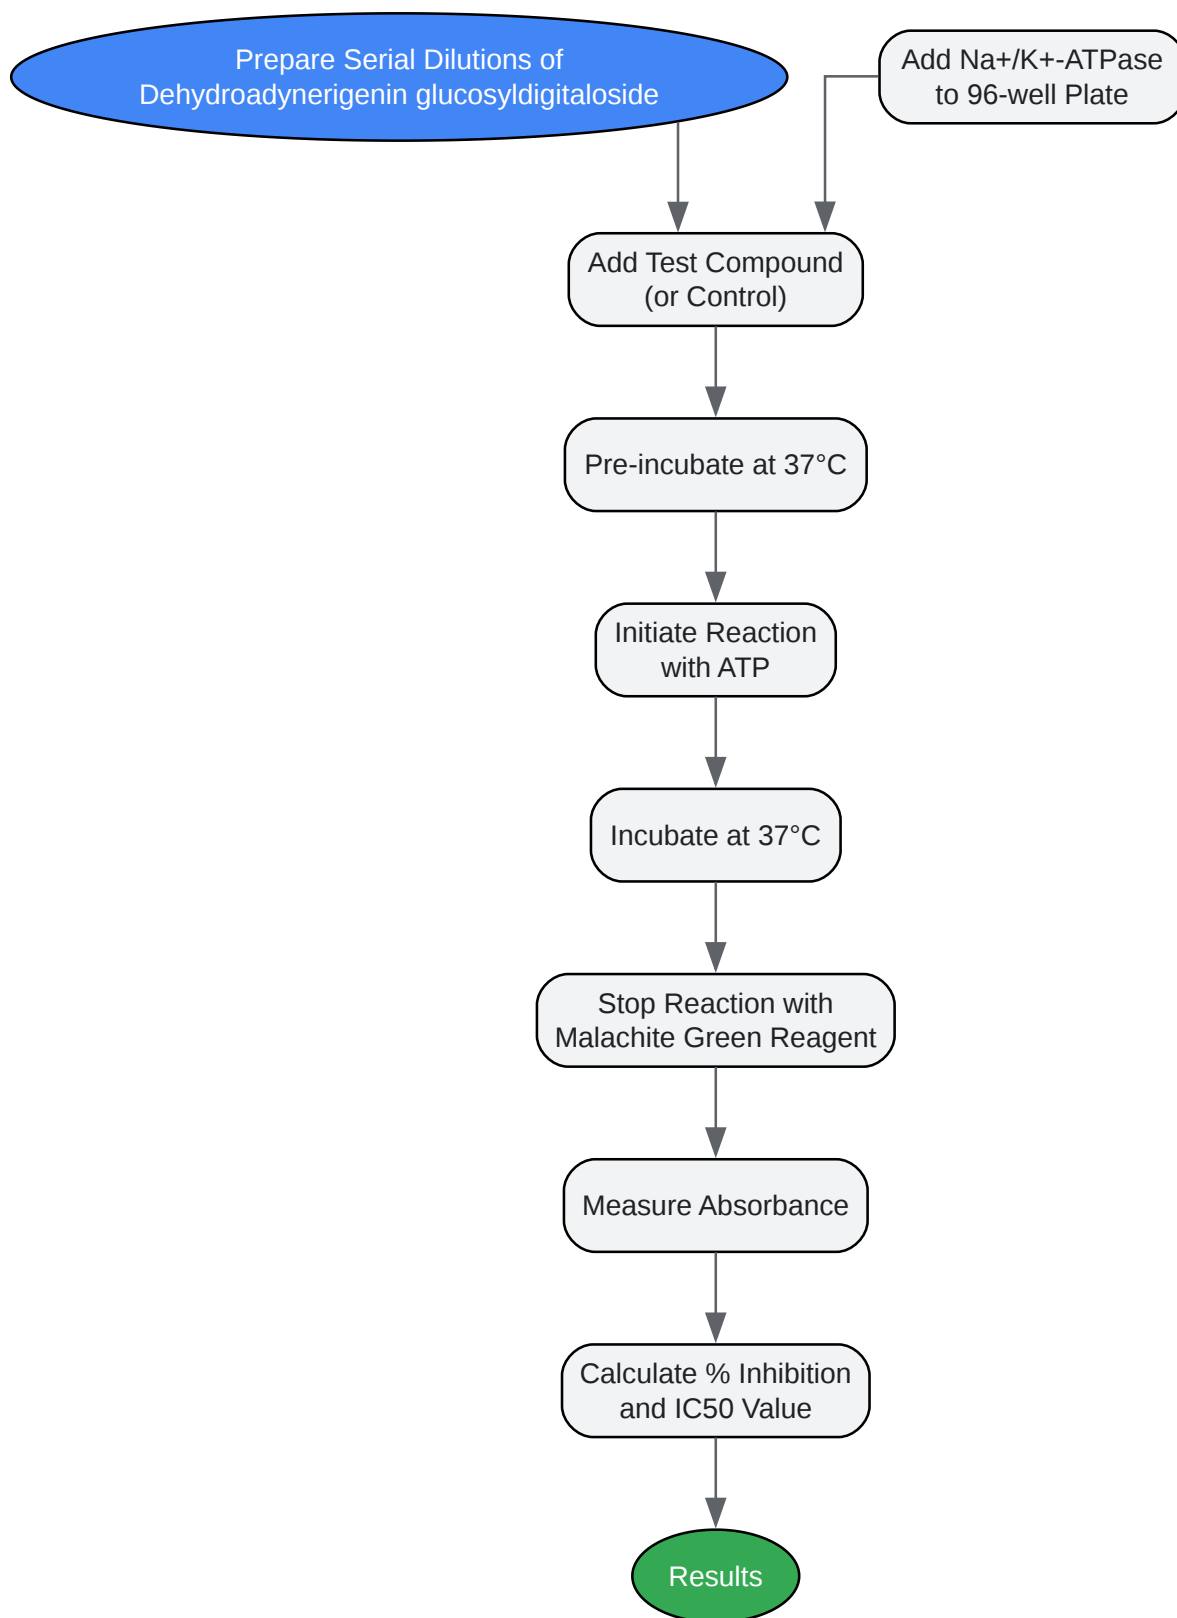 Prepare Serial Dilutions of
Dehydroadynerigenin glucosyldigitaloside
Add Na+/K+-ATPase
to 96-well Plate
Add Test Compound
(or Control)
Pre-incubate at 37°C
Initiate Reaction
with ATP
Incubate at 37°C
Stop Reaction with
Malachite Green Reagent
Measure Absorbance
Calculate % Inhibition
and IC50 Value
Results